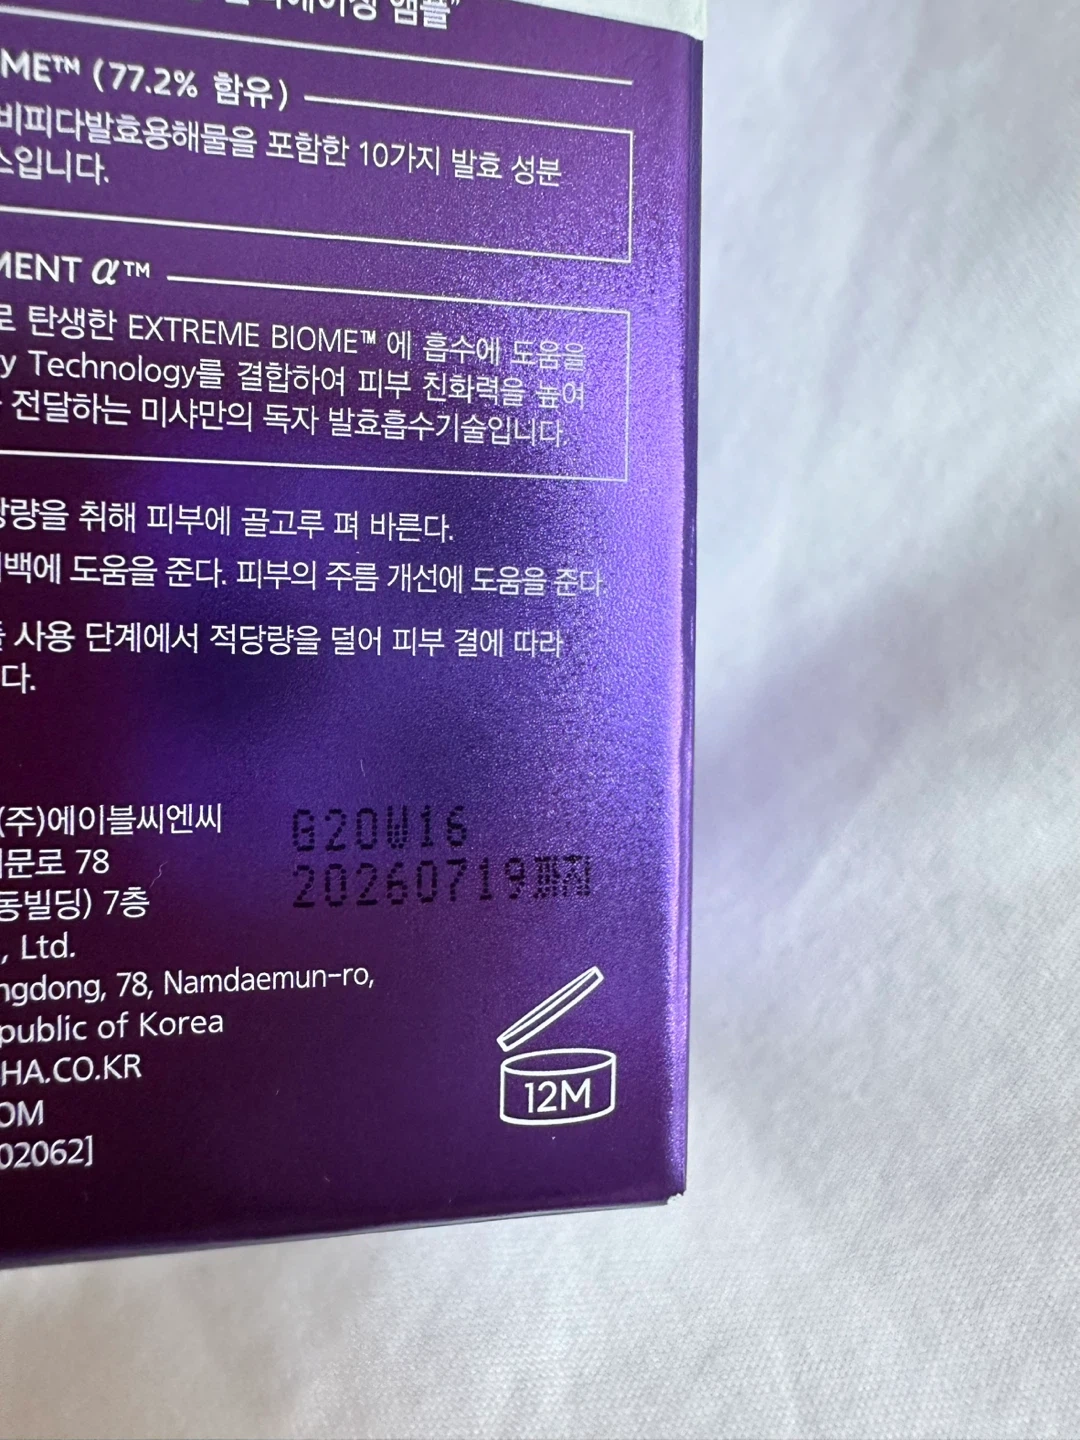 앰플"
ME™ (77.2% 함유)
비피다발효용해물을 포함한 10가지 발효 성분
스입니다.
MENT α™
로 탄생한 EXTREME BIOME™ 에 흡수에 도움을
y Technology를 결합하여 피부 친화력을 높여
전달하는 미샤만의 독자 발효흡수기술입니다.
당량을 취해 피부에 골고루 펴 바른다.
백에 도움을 준다. 피부의 주름 개선에 도움을 준다.
사용 단계에서 적당량을 덜어 피부 결에 따라
다.
(주)에이블씨엔씨
문로 78
동빌딩) 7층
, Ltd.
ngdong, 78, Namdaemun-ro,
public of Korea
HA.CO.KR
OM
02062]
G20W16
20260719까지
12M